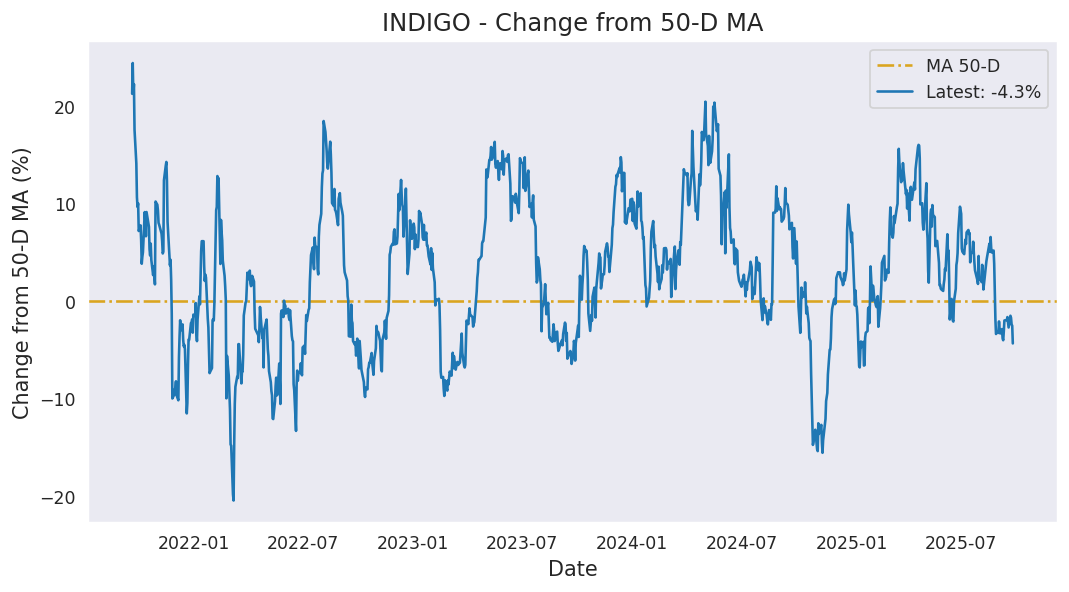 INDIGO - Change from 50-D MA
MA 50-D
Latest: -4.3%
Change from 50-D MA (%)
20
10
0
−10
−20
2022-01
2022-07
2023-01
2023-07
2024-01
2024-07
2025-01
2025-07
Date